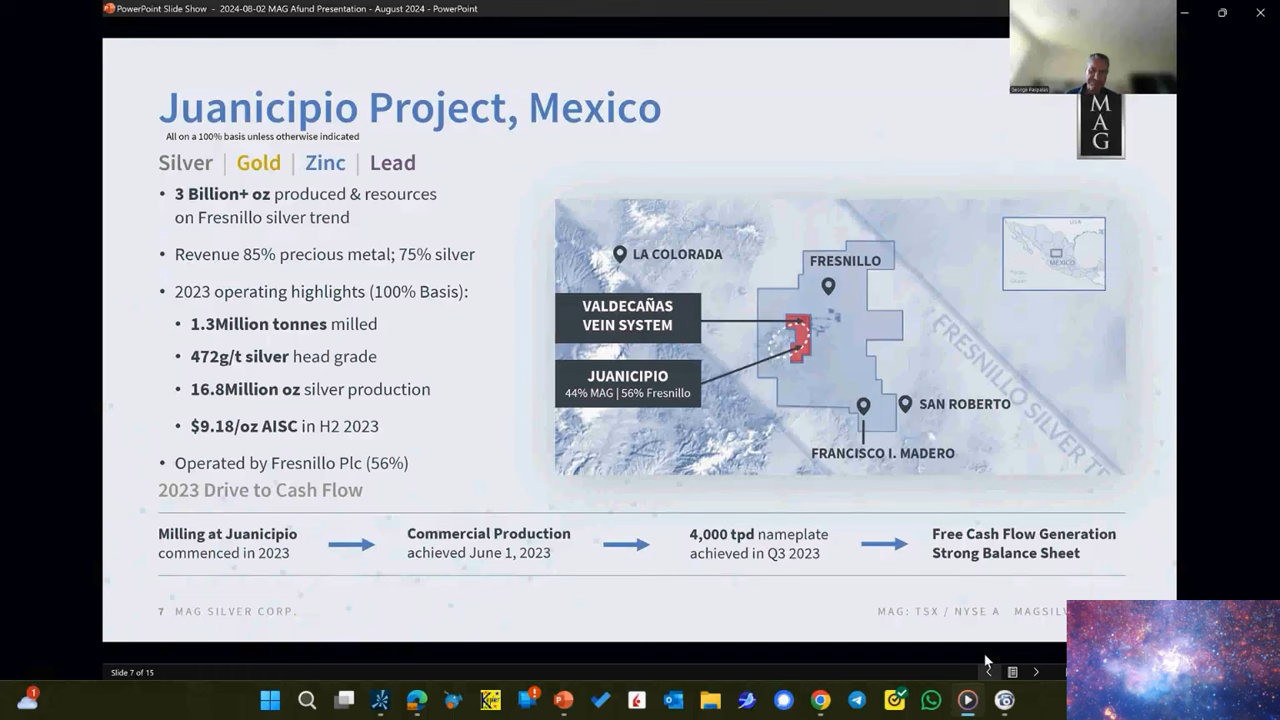 PowerPoint Slide Show - 2024-08-02 MAG Afund Presentation - August 2024 - PowerPoint
Juanicipio Project, Mexico
All on a 100% basis unless otherwise indicated
MAG
Silver | Gold | Zinc | Lead
• 3 Billion+ oz produced & resources
on Fresnillo silver trend
• Revenue 85% precious metal; 75% silver
• 2023 operating highlights (100% Basis):
• 1.3Million tonnes milled
• 472g/t silver head grade
• 16.8Million oz silver production
• $9.18/oz AISC in H2 2023
• Operated by Fresnillo Plc (56%)
LA COLORADA
FRESNILLO
MEXICO
VALDECAÑAS
VEIN SYSTEM
JUANICIPIO
44% MAG | 56% Fresnillo
SAN ROBERTO
FRANCISCO I. MADERO
FRESNILLO SILVER TR
2023 Drive to Cash Flow
Milling at Juanicipio
commenced in 2023
Commercial Production
achieved June 1, 2023
4,000 tpd nameplate
achieved in Q3 2023
Free Cash Flow Generation
Strong Balance Sheet
7 MAG SILVER CORP.
MAG: TSX / NYSE A MAGSIL
Slide 7 of 15